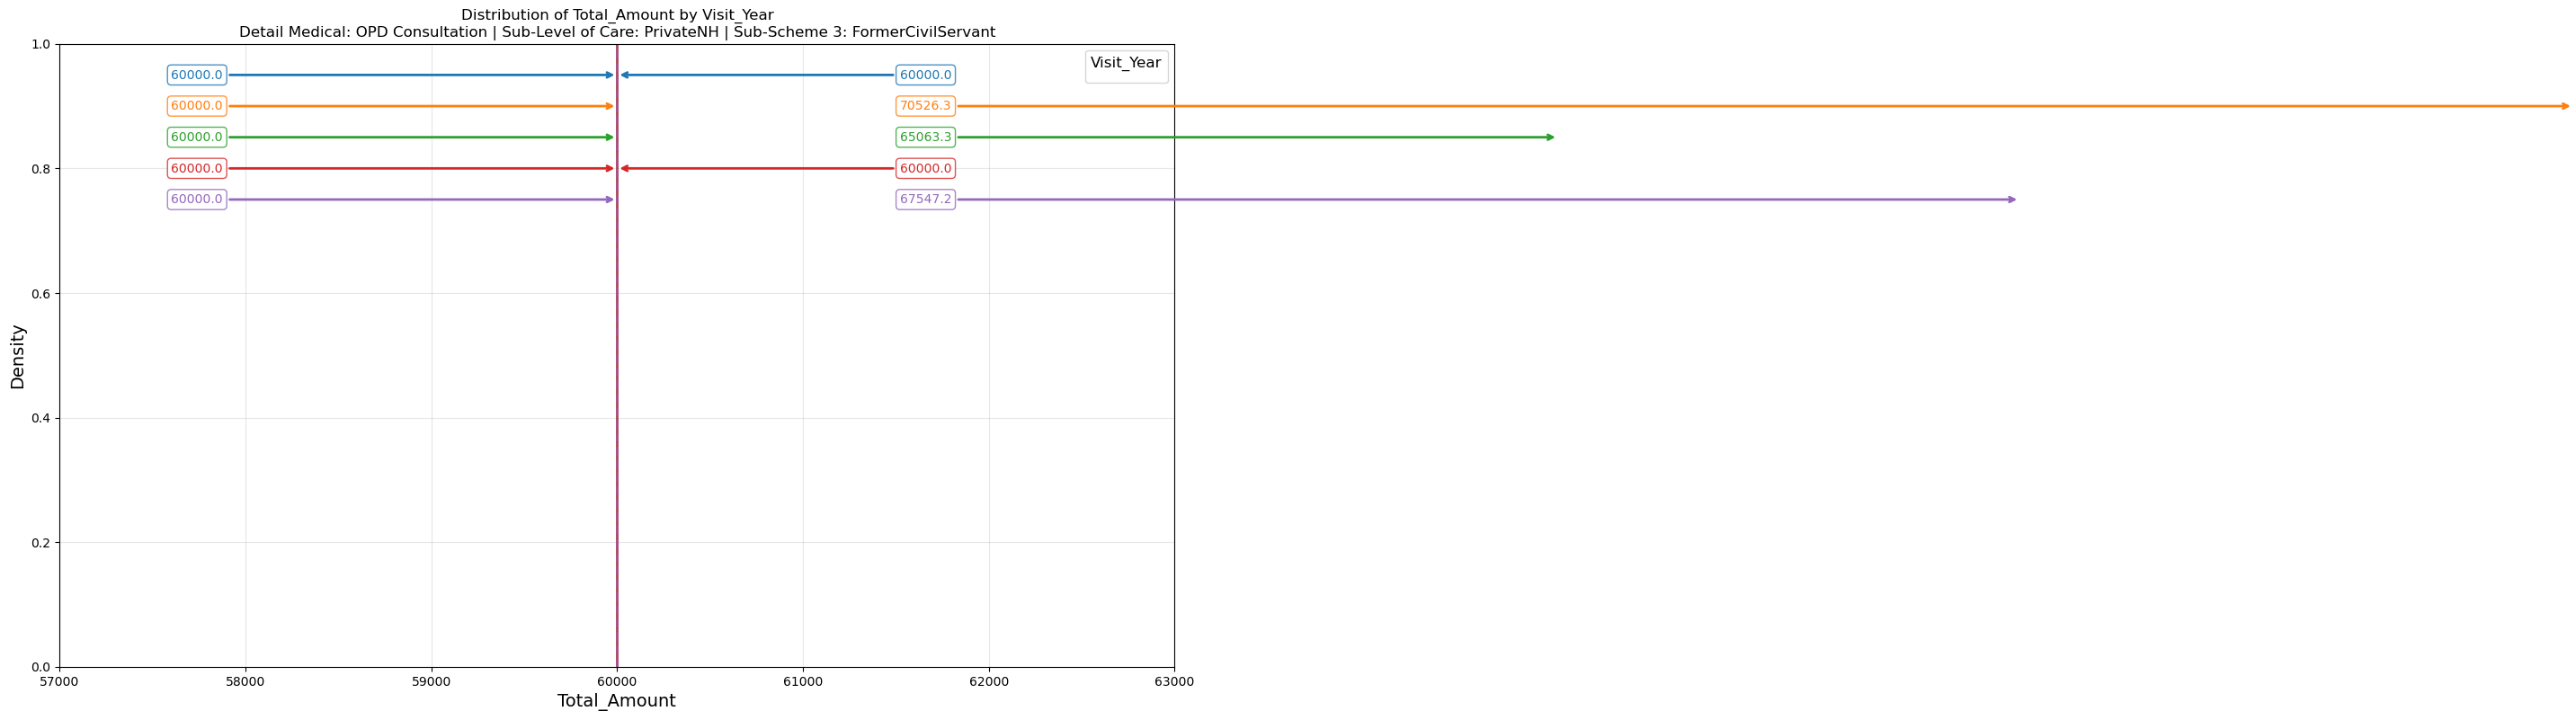 Distribution of Total_Amount by Visit_Year
Detail Medical: OPD Consultation | Sub-Level of Care: PrivateNH | Sub-Scheme 3: FormerCivilServant
Visit_Year
60000.0 60000.0
60000.0 70526.3
60000.0 65063.3
60000.0 60000.0
60000.0 67547.2
1.0
0.8
0.6
0.4
0.2
0.0
Density
57000 58000 59000 60000 61000 62000 63000
Total_Amount